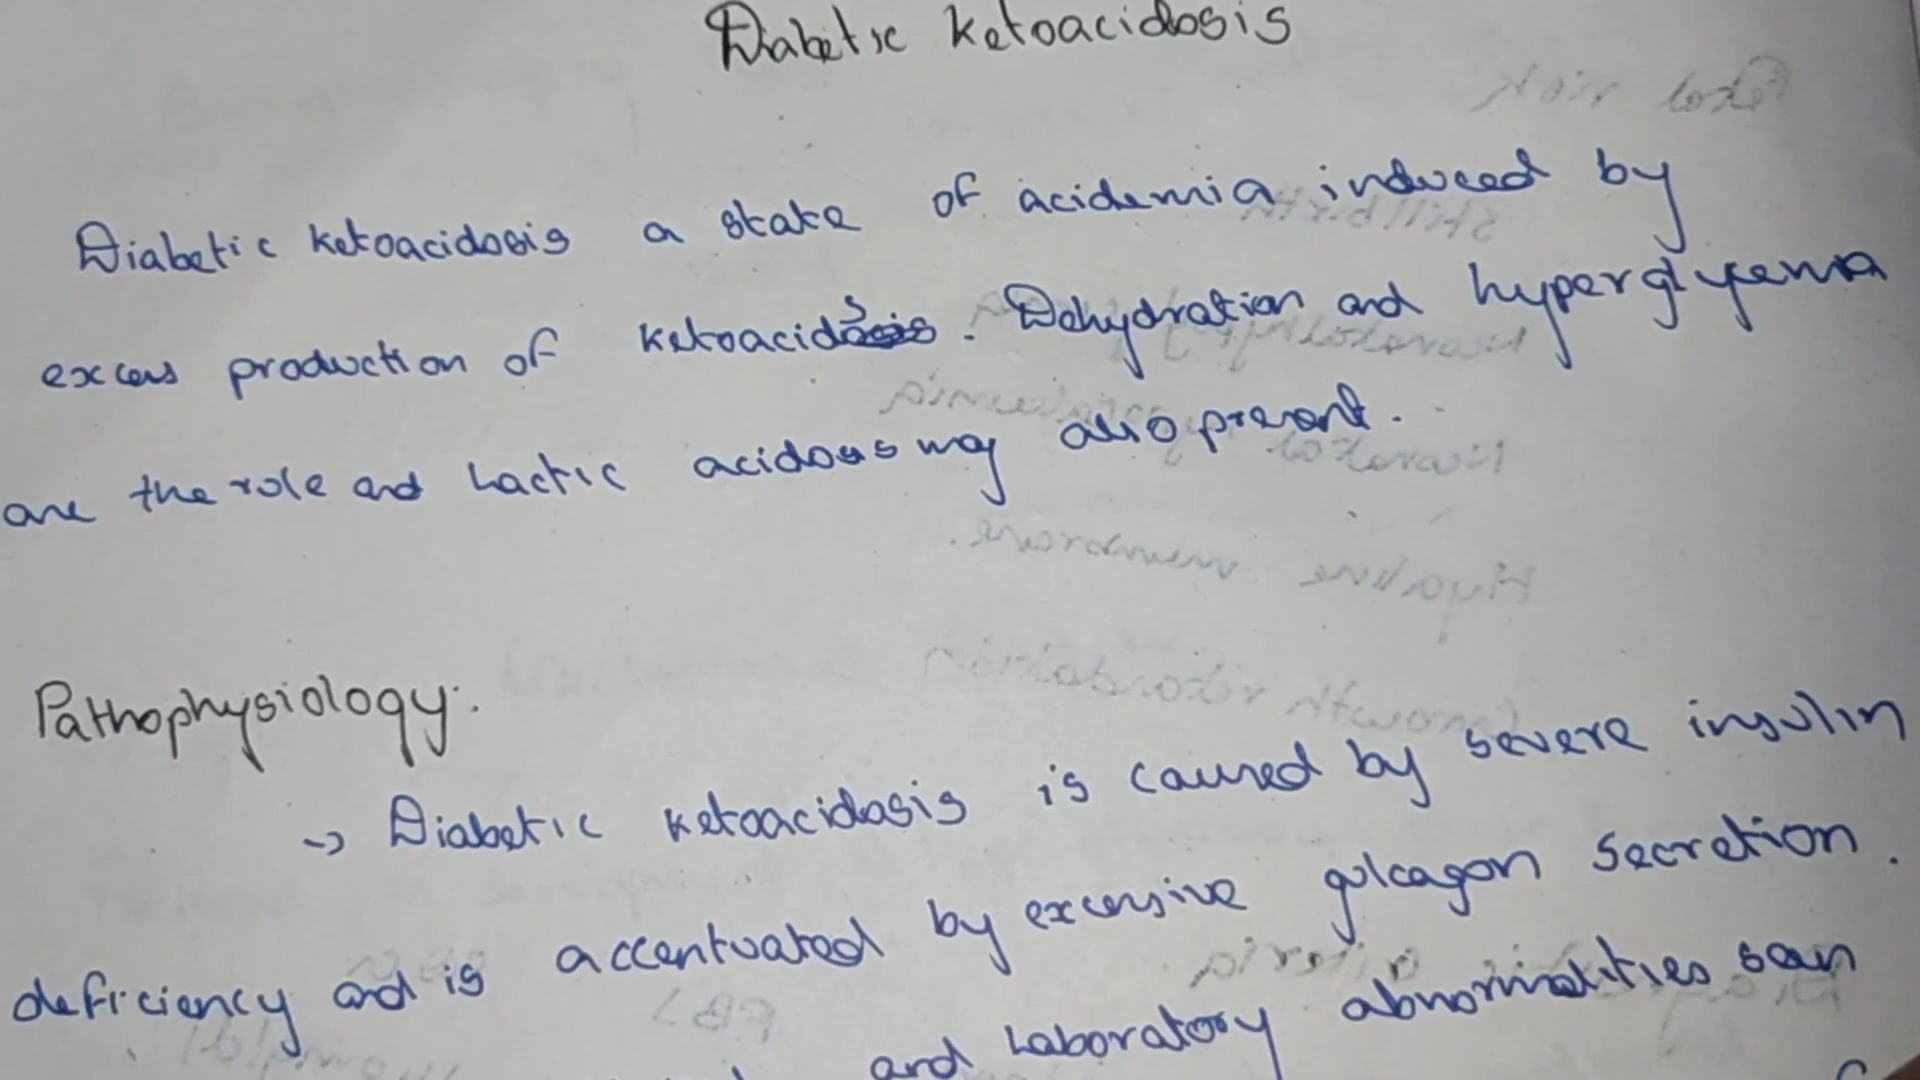 Diabetic ketoacidosis
Diabetic ketoacidosis a state of acidemia induced by
excess production of ketoacids. Dehydration and hyperglycemia
are the role and Lactic acidosis may also present.
Pathophysiology:
-> Diabetic ketoacidosis is caused by severe insulin
deficiency and is accentuated by excessive gulcagon secretion.
and Laboratory abnormalities seen